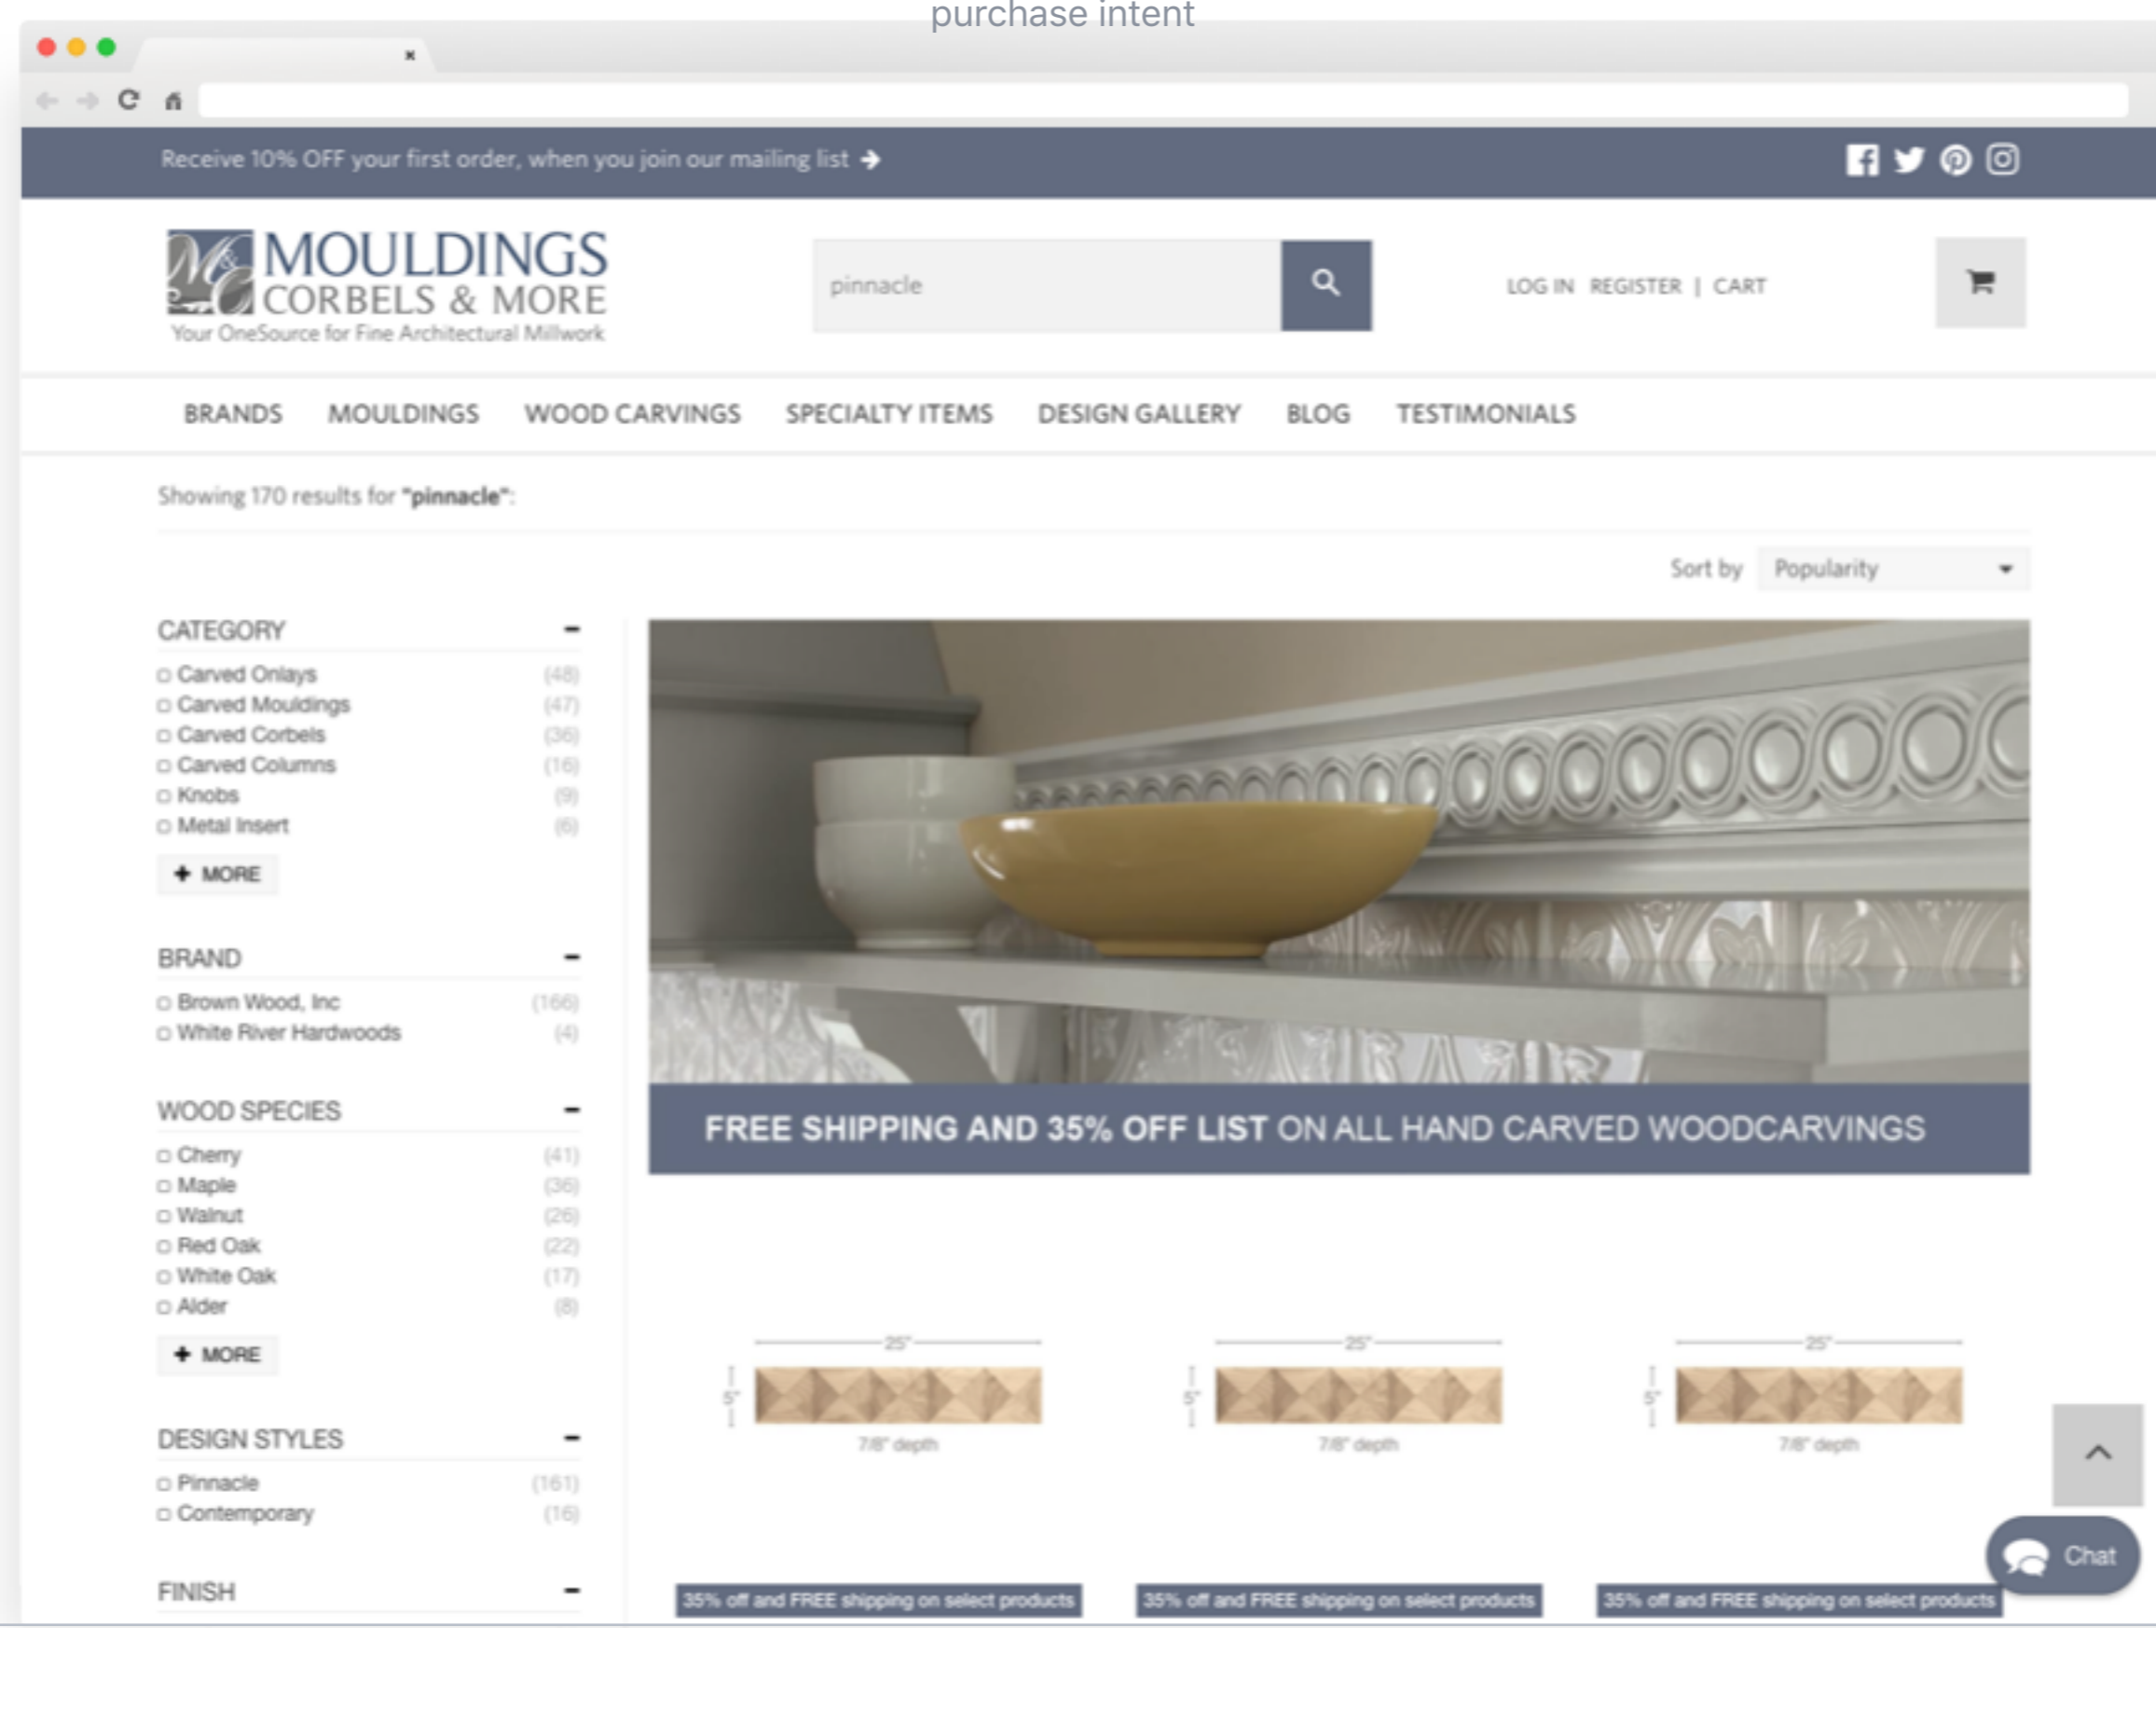 purchase intent
Receive 10% OFF your first order, when you join our mailing list
M&C MOULDINGS
CORBELS & MORE
Your OneSource for Fine Architectural Millwork
pinnacle
LOG IN REGISTER | CART
BRANDS MOULDINGS WOOD CARVINGS SPECIALTY ITEMS DESIGN GALLERY BLOG TESTIMONIALS
Showing 170 results for "pinnacle":
Sort by Popularity
CATEGORY
Carved Onlays (48)
Carved Mouldings (47)
Carved Corbels (36)
Carved Columns (16)
Knobs (9)
Metal Insert (6)
MORE
BRAND
Brown Wood, Inc (166)
White River Hardwoods (4)
WOOD SPECIES
Cherry (41)
Maple (36)
Walnut (26)
Red Oak (22)
White Oak (17)
Alder (8)
MORE
DESIGN STYLES
Pinnacle (161)
Contemporary (16)
FINISH
FREE SHIPPING AND 35% OFF LIST ON ALL HAND CARVED WOODCARVINGS
25" 25" 25"
5" 5" 5"
7/8" depth 7/8" depth 7/8" depth
35% off and FREE shipping on select products 35% off and FREE shipping on select products 35% off and FREE shipping on select products
Chat